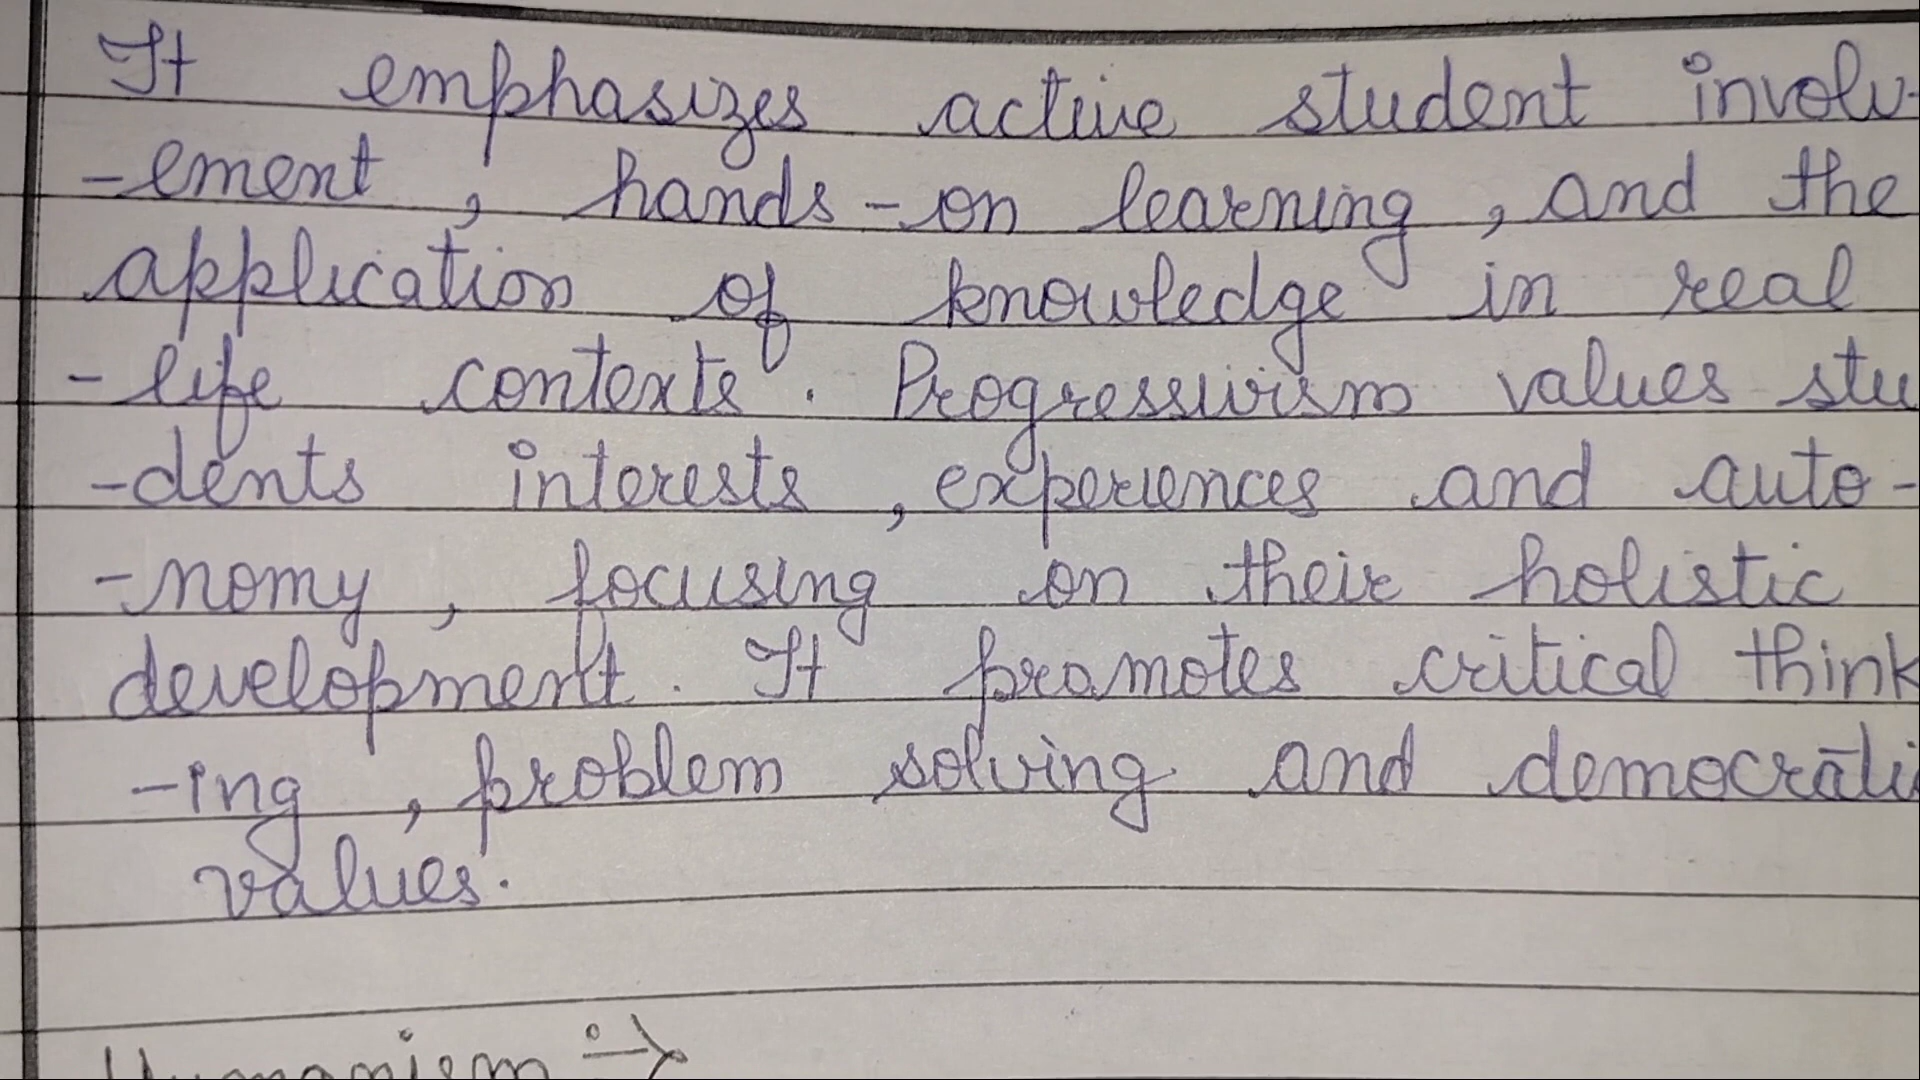 It emphasizes active student involv-
-ement, hands-on learning, and the
application of knowledge in real
-life contexts. Progressivism values stu
-dents interests, experiences and auto-
-nomy, focusing on their holistic
development. It promotes critical think
-ing, problem solving and democrati
values.
Humanism :->